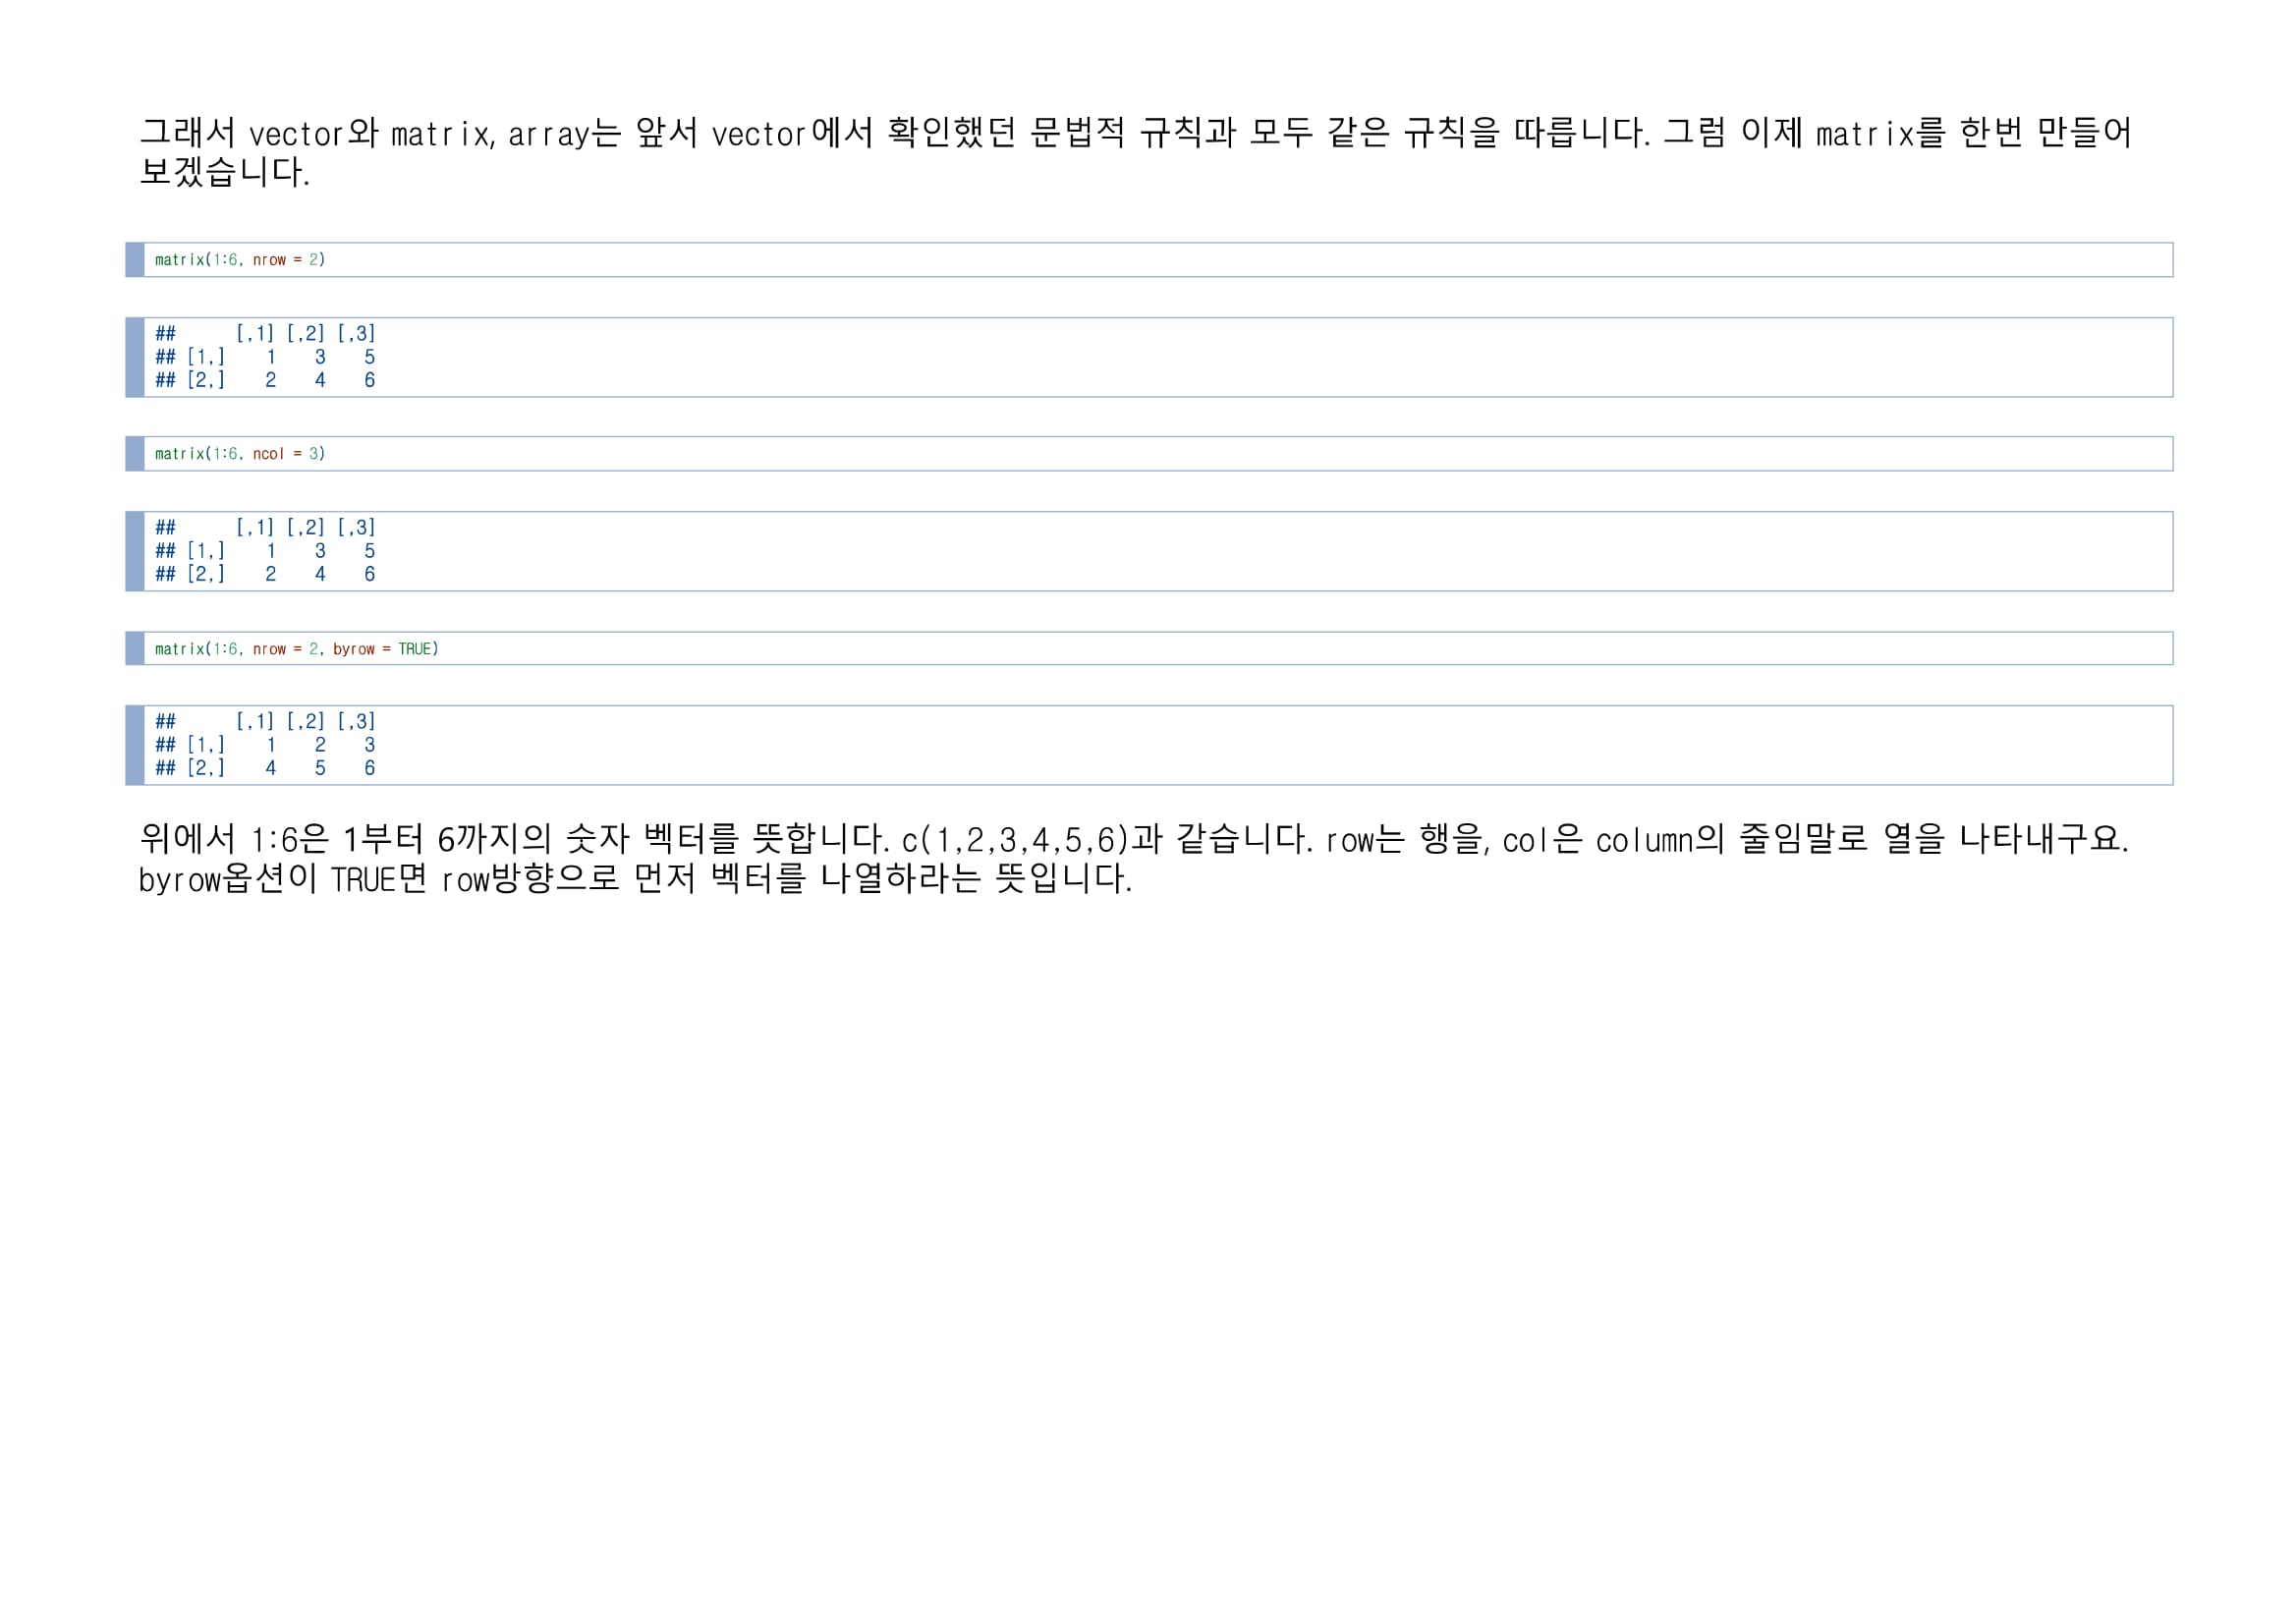 그래서 vector와 matrix, array는 앞서 vector에서 확인했던 문법적 규칙과 모두 같은 규칙을 따릅니다. 그럼 이제 matrix를 한번 만들어
보겠습니다.
matrix(1:6, nrow = 2)
##      [,1] [,2] [,3]
## [1,]    1    3    5
## [2,]    2    4    6
matrix(1:6, ncol = 3)
##      [,1] [,2] [,3]
## [1,]    1    3    5
## [2,]    2    4    6
matrix(1:6, nrow = 2, byrow = TRUE)
##      [,1] [,2] [,3]
## [1,]    1    2    3
## [2,]    4    5    6
위에서 1:6은 1부터 6까지의 숫자 벡터를 뜻합니다. c(1,2,3,4,5,6)과 같습니다. row는 행을, col은 column의 줄임말로 열을 나타내구요.
byrow옵션이 TRUE면 row방향으로 먼저 벡터를 나열하라는 뜻입니다.